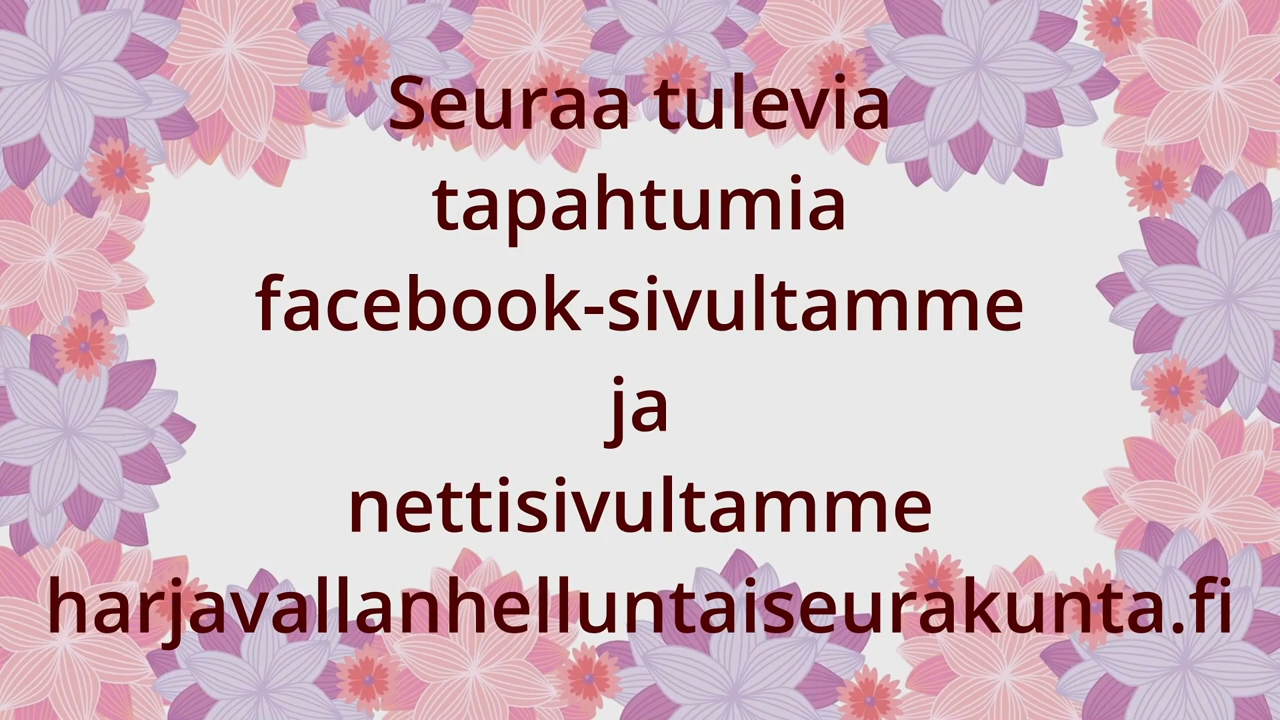 Seuraa tulevia
tapahtumia
facebook-sivultamme
ja
nettisivultamme
harjavallanhelluntaiseurakunta.fi